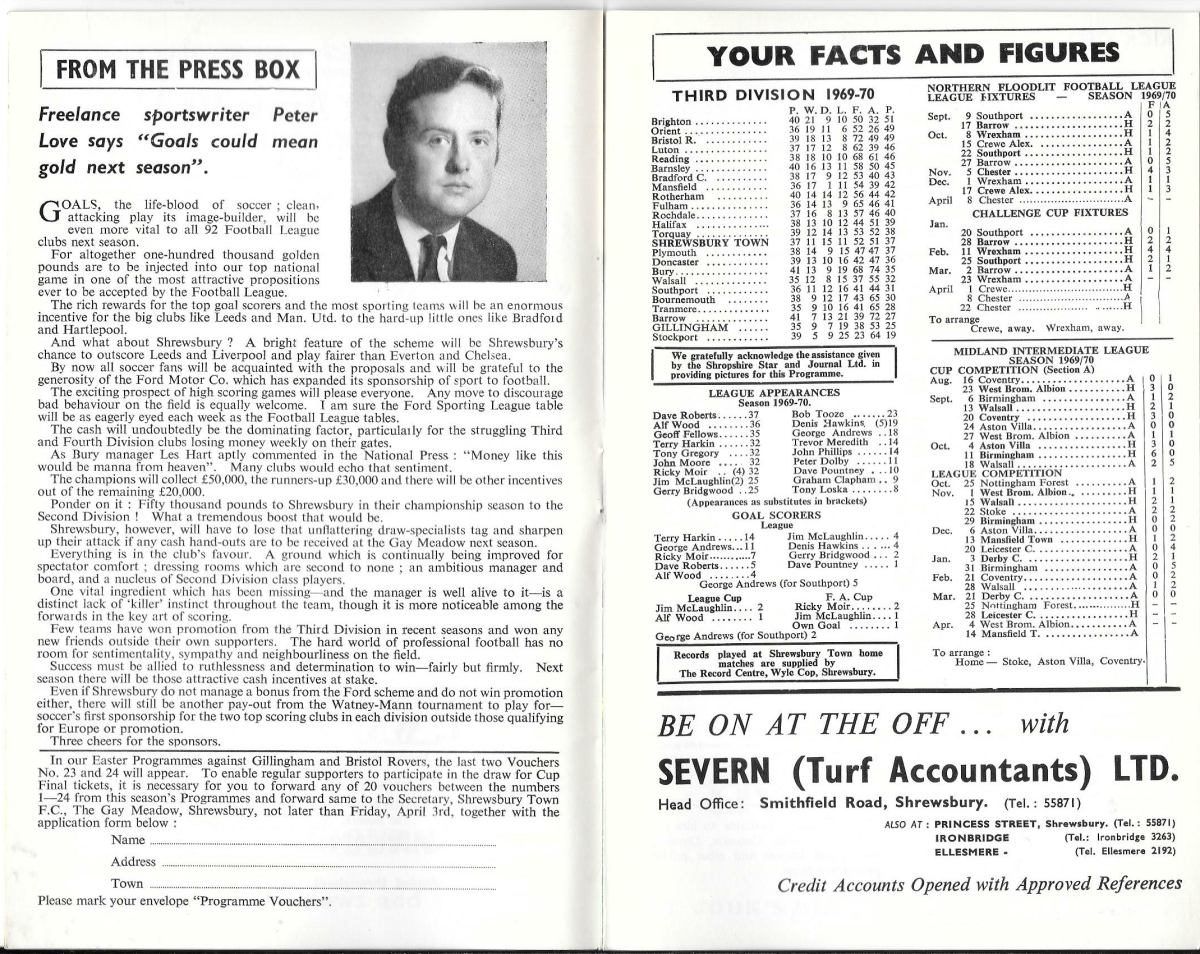 FROM THE PRESS BOX
Freelance sportswriter Peter
Love says "Goals could mean
gold next season".
GOALS, the life-blood of soccer; clean,
attacking play its image-builder, will be
even more vital to all 92 Football League
clubs next season.
For altogether one-hundred thousand golden
pounds are to be injected into our top national
game in one of the most attractive propositions
ever to be accepted by the Football League.
The rich rewards for the top goal scorers and the most sporting teams will be an enormous
incentive for the big clubs like Leeds and Man. Utd. to the hard-up little ones like Bradford
and Hartlepool.
And what about Shrewsbury ? A bright feature of the scheme will be Shrewsbury's
chance to outscore Leeds and Liverpool and play fairer than Everton and Chelsea.
By now all soccer fans will be acquainted with the proposals and will be grateful to the
generosity of the Ford Motor Co. which has expanded its sponsorship of sport to football.
The exciting prospect of high scoring games will please everyone. Any move to discourage
bad behaviour on the field is equally welcome. I am sure the Ford Sporting League table
will be as eagerly eyed each week as the Football League tables.
The cash will undoubtedly be the dominating factor, particularly for the struggling Third
and Fourth Division clubs losing money weekly on their gates.
As Bury manager Les Hart aptly commented in the National Press : "Money like this
would be manna from heaven". Many clubs would echo that sentiment.
The champions will collect £50,000, the runners-up £30,000 and there will be other incentives
out of the remaining £20,000.
Ponder on it : Fifty thousand pounds to Shrewsbury in their championship season to the
Second Division ! What a tremendous boost that would be.
Shrewsbury, however, will have to lose that unflattering draw-specialists tag and sharpen
up their attack if any cash hand-outs are to be received at the Gay Meadow next season.
Everything is in the club's favour. A ground which is continually being improved for
spectator comfort ; dressing rooms which are second to none ; an ambitious manager and
board, and a nucleus of Second Division class players.
One vital ingredient which has been missing—and the manager is well alive to it—is a
distinct lack of 'killer' instinct throughout the team, though it is more noticeable among the
forwards in the key art of scoring.
Few teams have won promotion from the Third Division in recent seasons and won any
new friends outside their own supporters. The hard world of professional football has no
room for sentimentality, sympathy and neighbourliness on the field.
Success must be allied to ruthlessness and determination to win—fairly but firmly. Next
season there will be those attractive cash incentives at stake.
Even if Shrewsbury do not manage a bonus from the Ford scheme and do not win promotion
either, there will still be another pay-out from the Watney-Mann tournament to play for—
soccer's first sponsorship for the two top scoring clubs in each division outside those qualifying
for Europe or promotion.
Three cheers for the sponsors.
In our Easter Programmes against Gillingham and Bristol Rovers, the last two Vouchers
No. 23 and 24 will appear. To enable regular supporters to participate in the draw for Cup
Final tickets, it is necessary for you to forward any of 20 vouchers between the numbers
1—24 from this season's Programmes and forward same to the Secretary, Shrewsbury Town
F.C., The Gay Meadow, Shrewsbury, not later than Friday, April 3rd, together with the
application form below :
Name
Address
Town
Please mark your envelope "Programme Vouchers".
YOUR FACTS AND FIGURES
THIRD DIVISION 1969-70
P. W. D. L. F. A. P.
Brighton 40 21 9 10 50 32 51
Orient 36 19 11 6 52 26 49
Bristol R. 39 18 13 8 72 49 49
Luton 37 17 12 8 62 39 46
Reading 38 18 10 10 68 61 46
Barnsley 40 16 13 11 58 50 45
Bradford C. 38 17 9 12 53 40 43
Mansfield 36 17 1 11 54 39 42
Rotherham 40 14 14 12 56 44 42
Fulham 36 14 13 9 65 46 41
Rochdale 37 16 8 13 57 46 40
Halifax 38 13 10 12 44 51 39
Torquay 39 12 14 13 53 52 38
SHREWSBURY TOWN 37 11 15 11 52 51 37
Plymouth 38 14 9 15 47 47 37
Doncaster 39 13 10 16 42 47 36
Bury 41 13 9 19 68 74 35
Walsall 35 12 8 15 37 55 32
Southport 36 11 12 16 41 44 31
Bournemouth 38 9 12 17 43 65 30
Tranmere 35 9 10 16 41 65 28
Barrow 41 7 13 21 39 72 27
GILLINGHAM 35 9 7 19 38 53 25
Stockport 39 5 9 25 23 64 19
We gratefully acknowledge the assistance given
by the Shropshire Star and Journal Ltd. in
providing pictures for this Programme.
LEAGUE APPEARANCES
Season 1969-70.
Dave Roberts 37 Bob Tooze 23
Alf Wood 36 Denis Hawkins (5)19
Geoff Fellows 35 George Andrews 18
Terry Harkin 32 Trevor Meredith 14
Tony Gregory 32 John Phillips 14
John Moore 32 Peter Dolby 11
Ricky Moir (4) 32 Dave Pountney 10
Jim McLaughlin(2) 25 Graham Clapham 9
Gerry Bridgwood 25 Tony Loska 8
(Appearances as substitutes in brackets)
GOAL SCORERS
League
Terry Harkin 14 Jim McLaughlin 4
George Andrews 11 Denis Hawkins 4
Ricky Moir 7 Gerry Bridgwood 2
Dave Roberts 5 Dave Pountney 1
Alf Wood 4
George Andrews (for Southport) 5
League Cup F. A. Cup
Jim McLaughlin 2 Ricky Moir 2
Alf Wood 1 Jim McLaughlin 1
Own Goal 1
George Andrews (for Southport) 2
Records played at Shrewsbury Town home
matches are supplied by
The Record Centre, Wyle Cop, Shrewsbury.
NORTHERN FLOODLIT FOOTBALL LEAGUE
LEAGUE FIXTURES — SEASON 1969/70
F A
Sept. 9 Southport A 0 5
17 Barrow H 2 2
Oct. 8 Wrexham H 1 4
15 Crewe Alex. A 1 2
22 Southport H 1 2
27 Barrow A 0 5
Nov. 5 Chester H 4 3
Dec. 1 Wrexham A 1 1
17 Crewe Alex. H 1 3
April 8 Chester A – –
CHALLENGE CUP FIXTURES
Jan.
20 Southport A 0 1
28 Barrow H 2 2
Feb. 11 Wrexham H 4 4
25 Southport H 2 1
Mar. 2 Barrow A 1 2
23 Wrexham A – –
April 1 Crewe H
8 Chester A
22 Chester H
To arrange
Crewe, away. Wrexham, away.
MIDLAND INTERMEDIATE LEAGUE
SEASON 1969/70
CUP COMPETITION (Section A)
Aug. 16 Coventry A 0 1
23 West Brom. Albion H 3 0
Sept. 6 Birmingham A 1 2
13 Walsall H 2 1
20 Coventry H 3 0
24 Aston Villa A 0 0
27 West Brom. Albion A 1 1
Oct. 4 Aston Villa H 3 0
11 Birmingham H 6 0
18 Walsall A 2 5
LEAGUE COMPETITION
Oct. 25 Nottingham Forest A 1 2
Nov. 1 West Brom. Albion H 1 1
15 Walsall H 2 1
22 Stoke A 2 2
29 Birmingham H 0 2
Dec. 6 Aston Villa A 0 0
13 Mansfield Town H 1 2
20 Leicester C. A 0 4
Jan. 3 Derby C. H 2 1
31 Birmingham A 0 5
Feb. 21 Coventry A 0 2
28 Walsall A 1 2
Mar. 21 Derby C. A 0 0
25 Nottingham Forest H – –
28 Leicester C. H – –
Apr. 4 West Brom. Albion A – –
14 Mansfield T. A
To arrange :
Home — Stoke, Aston Villa, Coventry.
BE ON AT THE OFF ... with
SEVERN (Turf Accountants) LTD.
Head Office: Smithfield Road, Shrewsbury. (Tel. : 55871)
ALSO AT : PRINCESS STREET, Shrewsbury. (Tel. : 55871)
IRONBRIDGE (Tel.: Ironbridge 3263)
ELLESMERE - (Tel. Ellesmere 2192)
Credit Accounts Opened with Approved References